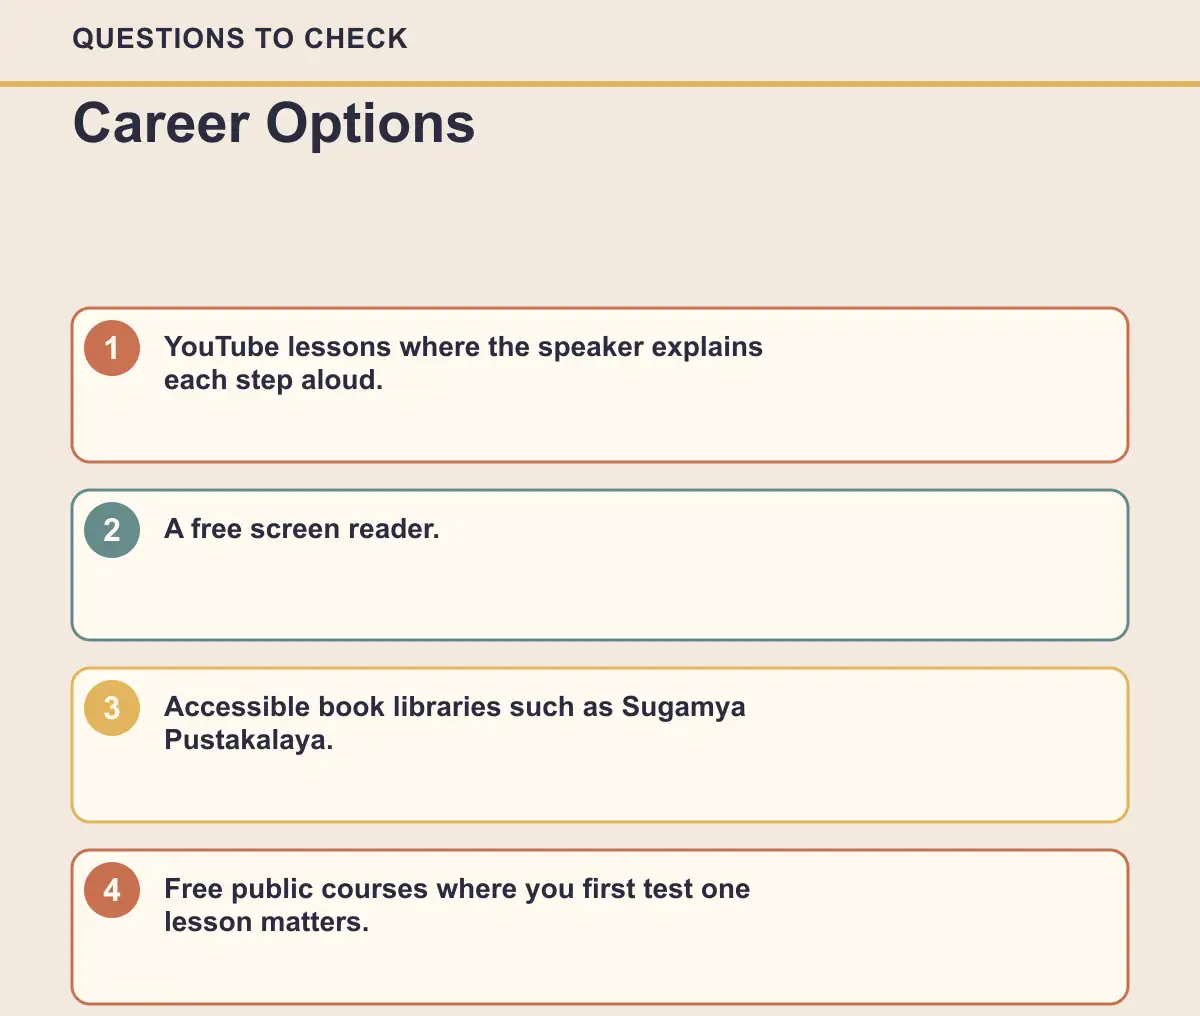 QUESTIONS TO CHECK
Career Options
1
YouTube lessons where the speaker explains
each step aloud.
2
A free screen reader.
3
Accessible book libraries such as Sugamya
Pustakalaya.
4
Free public courses where you first test one
lesson matters.